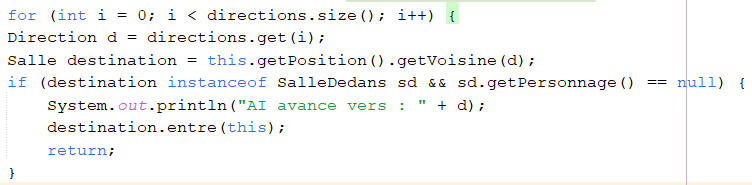 for (int i = 0; i < directions.size(); i++) {
Direction d = directions.get(i);
Salle destination = this.getPosition().getVoisine(d);
if (destination instanceof SalleDedans sd && sd.getPersonnage() == null) {
    System.out.println("AI avance vers : " + d);
    destination.entre(this);
    return;
}